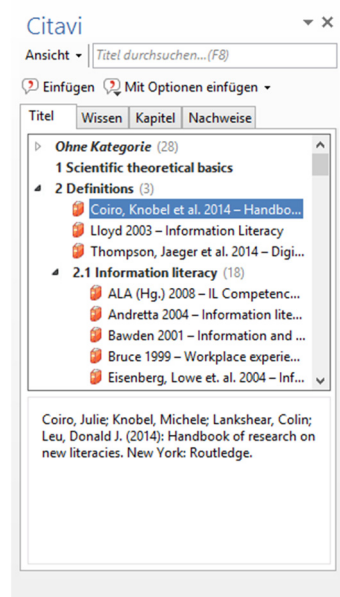 Citavi
Ansicht Titel durchsuchen...(F8)
Einfügen Mit Optionen einfügen
Titel Wissen Kapitel Nachweise
Ohne Kategorie (28)
1 Scientific theoretical basics
2 Definitions (3)
Coiro, Knobel et al. 2014 – Handbo...
Lloyd 2003 – Information Literacy
Thompson, Jaeger et al. 2014 – Digi...
2.1 Information literacy (18)
ALA (Hg.) 2008 – IL Competenc...
Andretta 2004 – Information lite...
Bawden 2001 – Information and ...
Bruce 1999 – Workplace experie...
Eisenberg, Lowe et. al. 2004 – Inf...
Coiro, Julie; Knobel, Michele; Lankshear, Colin;
Leu, Donald J. (2014): Handbook of research on
new literacies. New York: Routledge.